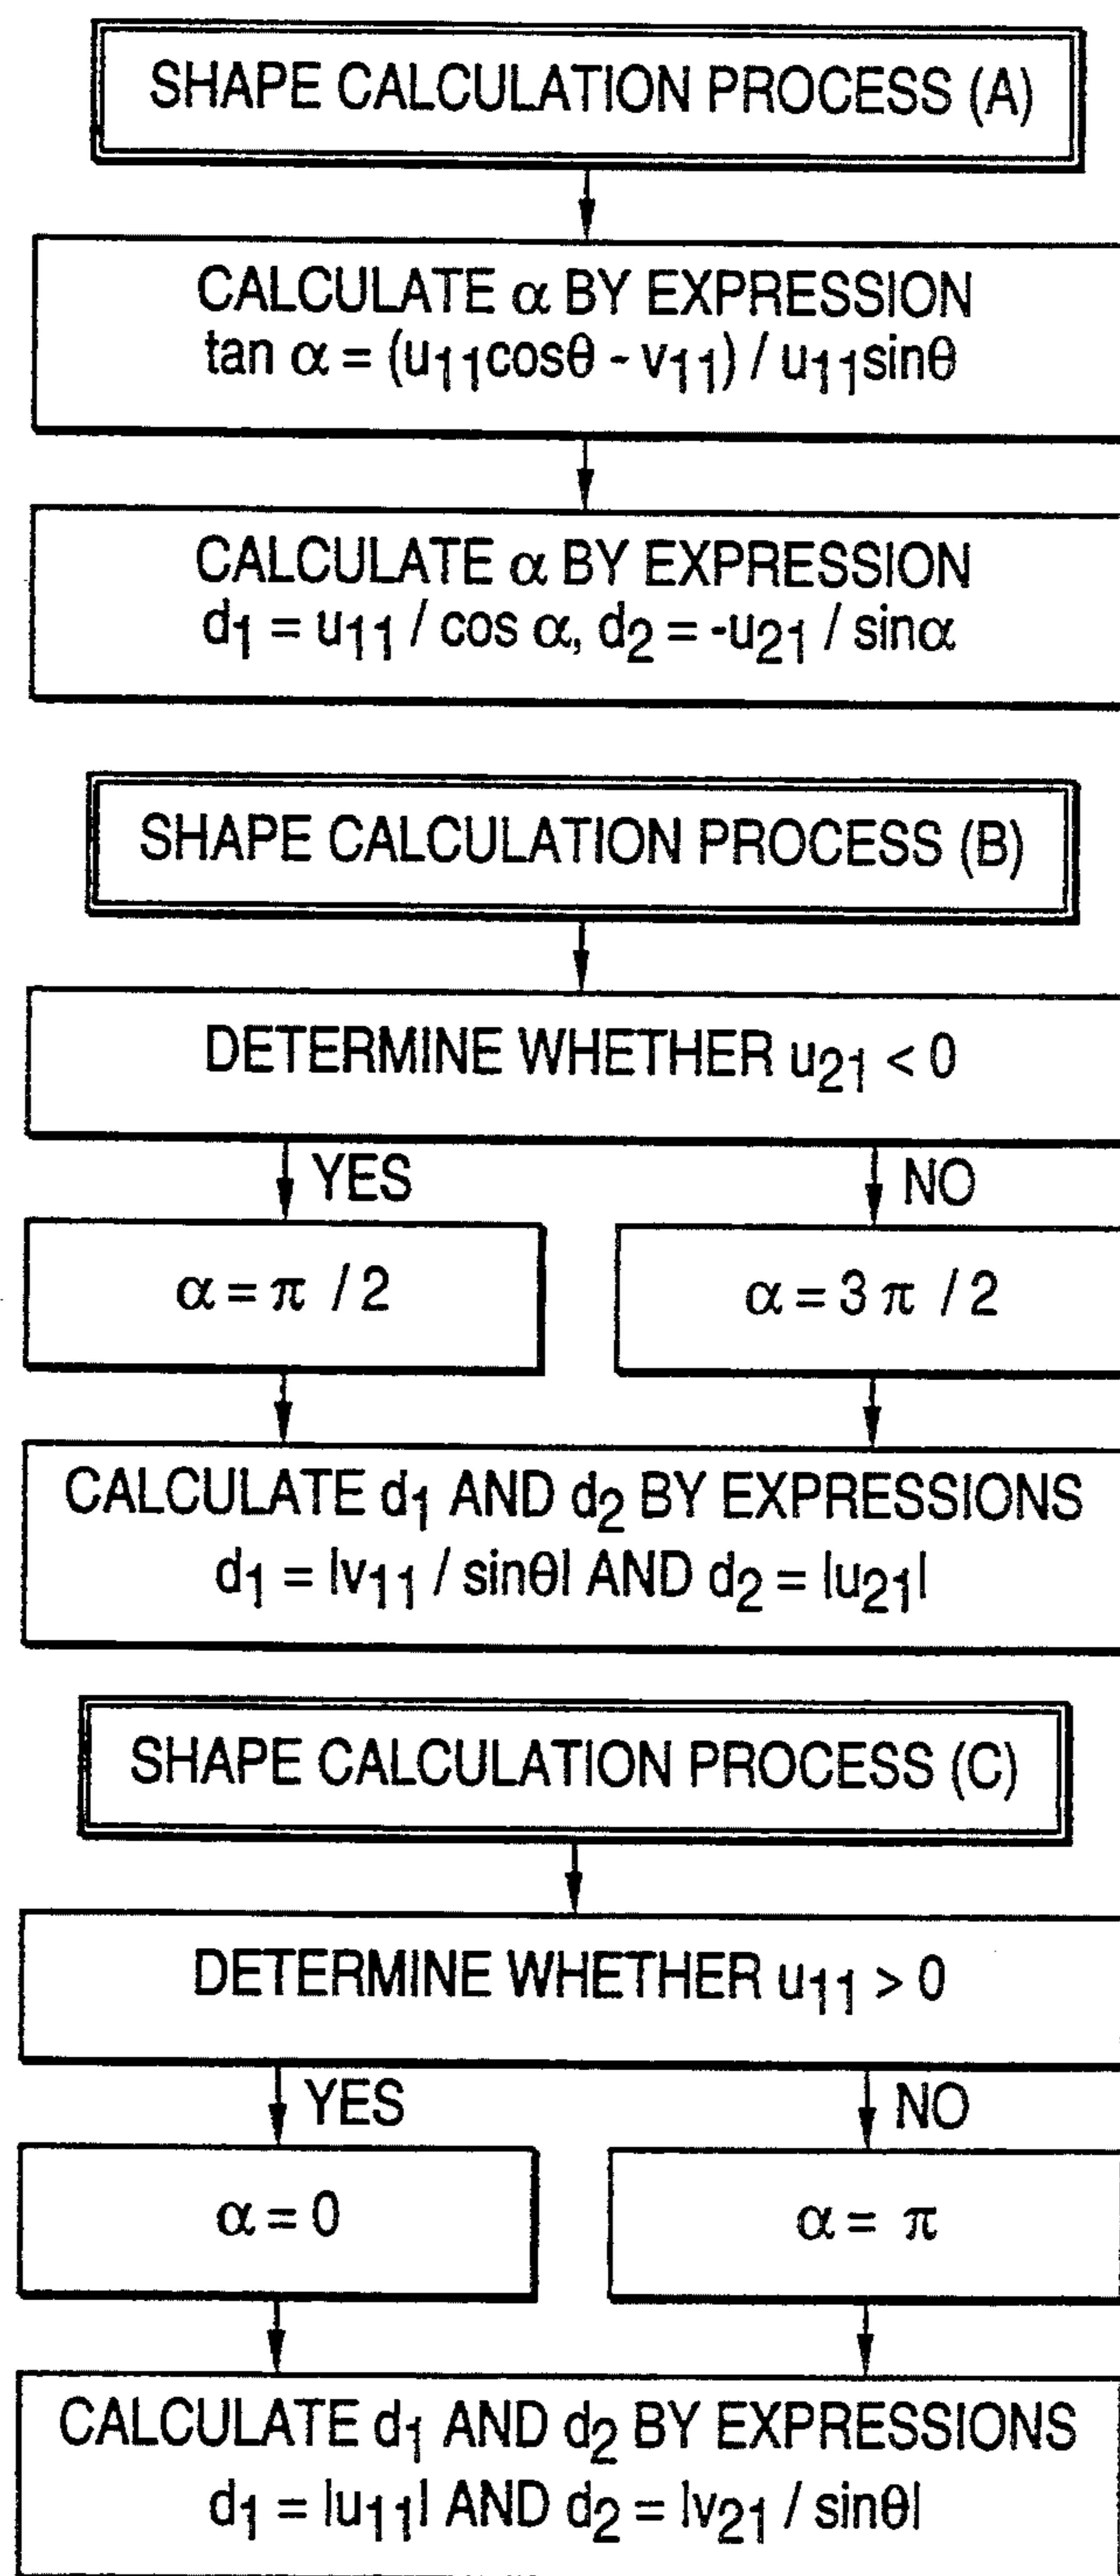 SHAPE CALCULATION PROCESS (A)
CALCULATE α BY EXPRESSION
tan α = (u₁₁cosθ - v₁₁) / u₁₁sinθ
CALCULATE α BY EXPRESSION
d₁ = u₁₁ / cos α, d₂ = -u₂₁ / sinα
SHAPE CALCULATION PROCESS (B)
DETERMINE WHETHER u₂₁ < 0
YES
NO
α = π / 2
α = 3 π / 2
CALCULATE d₁ AND d₂ BY EXPRESSIONS
d₁ = |v₁₁ / sinθ| AND d₂ = |u₂₁|
SHAPE CALCULATION PROCESS (C)
DETERMINE WHETHER u₁₁ > 0
YES
NO
α = 0
α = π
CALCULATE d₁ AND d₂ BY EXPRESSIONS
d₁ = |u₁₁| AND d₂ = |v₂₁ / sinθ|